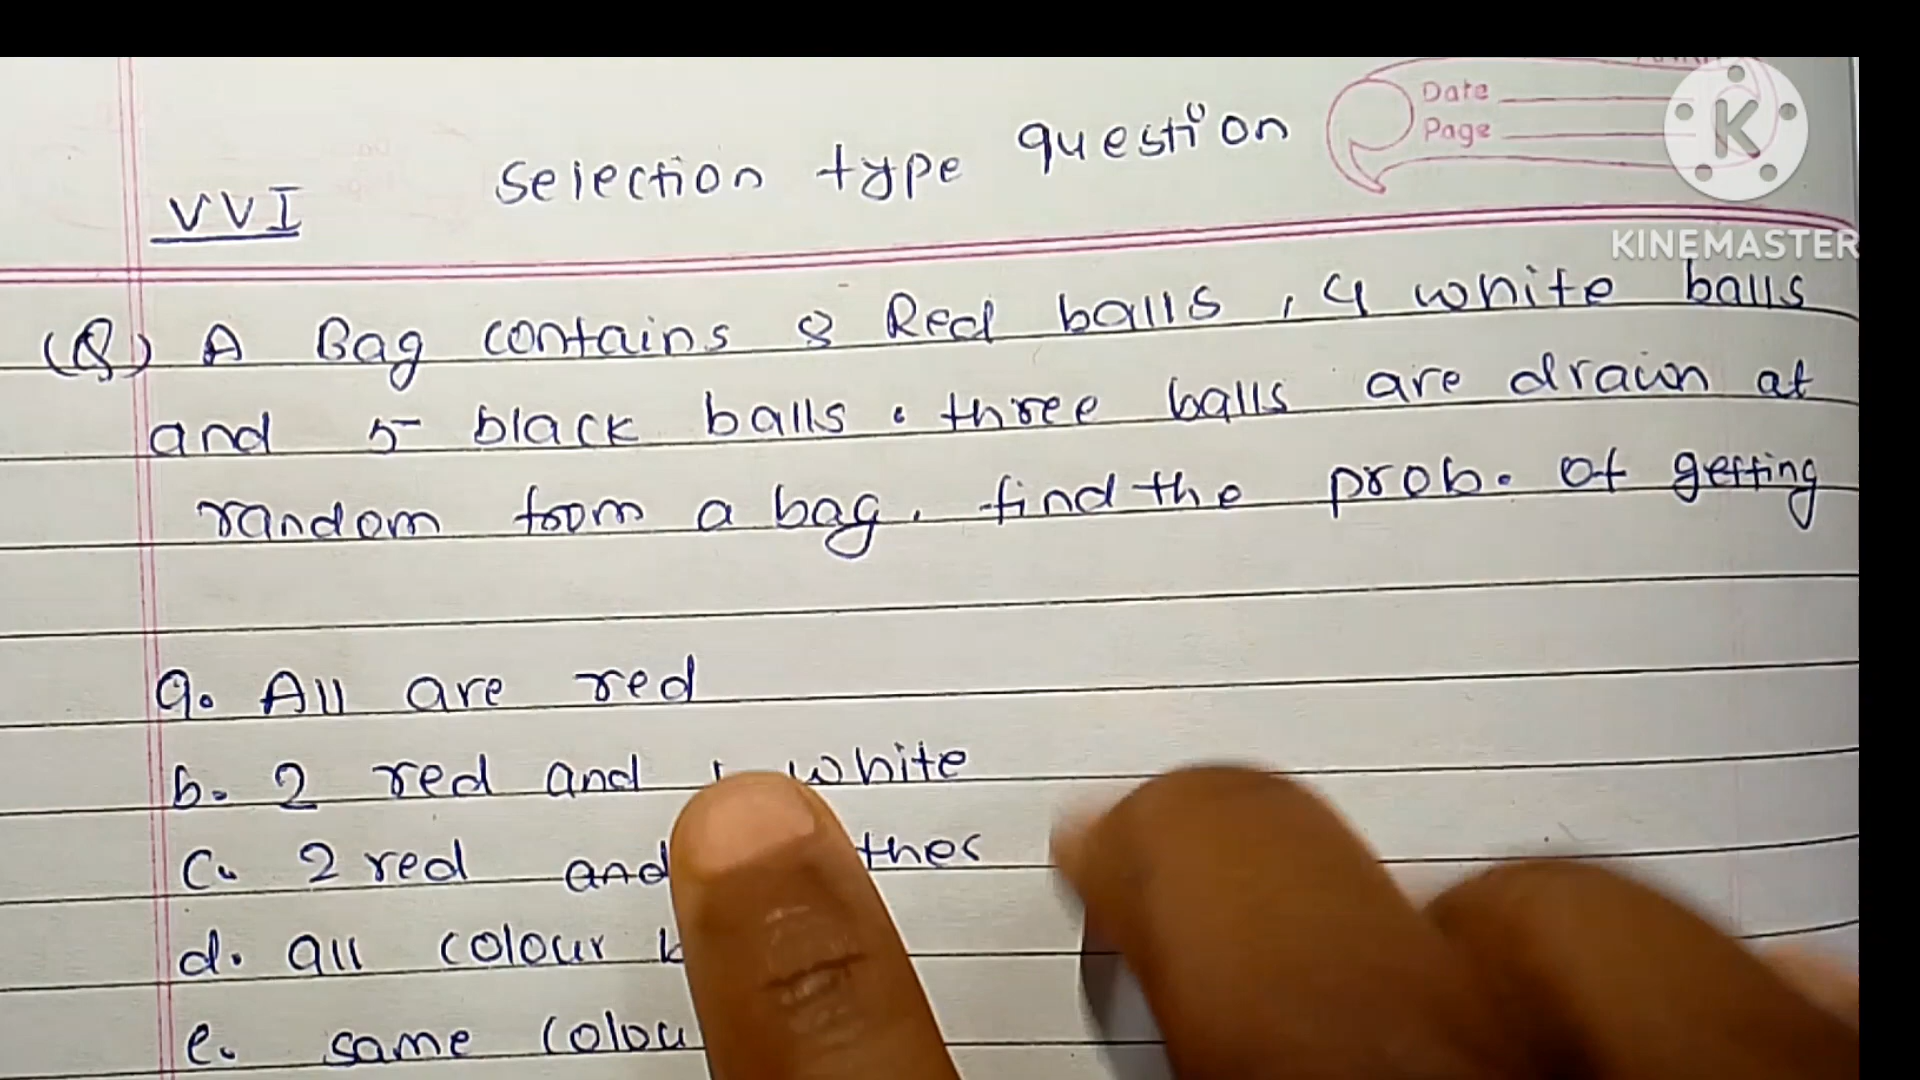 Selection type question
Date
Page
VVI
KINEMASTER
(Q) A Bag contains 8 Red balls, 4 white balls
and 5 black balls. three balls are drawn at
random from a bag. find the prob. of getting
a. All are red
b. 2 red and white
c. 2 red and
d. all colour
e. same